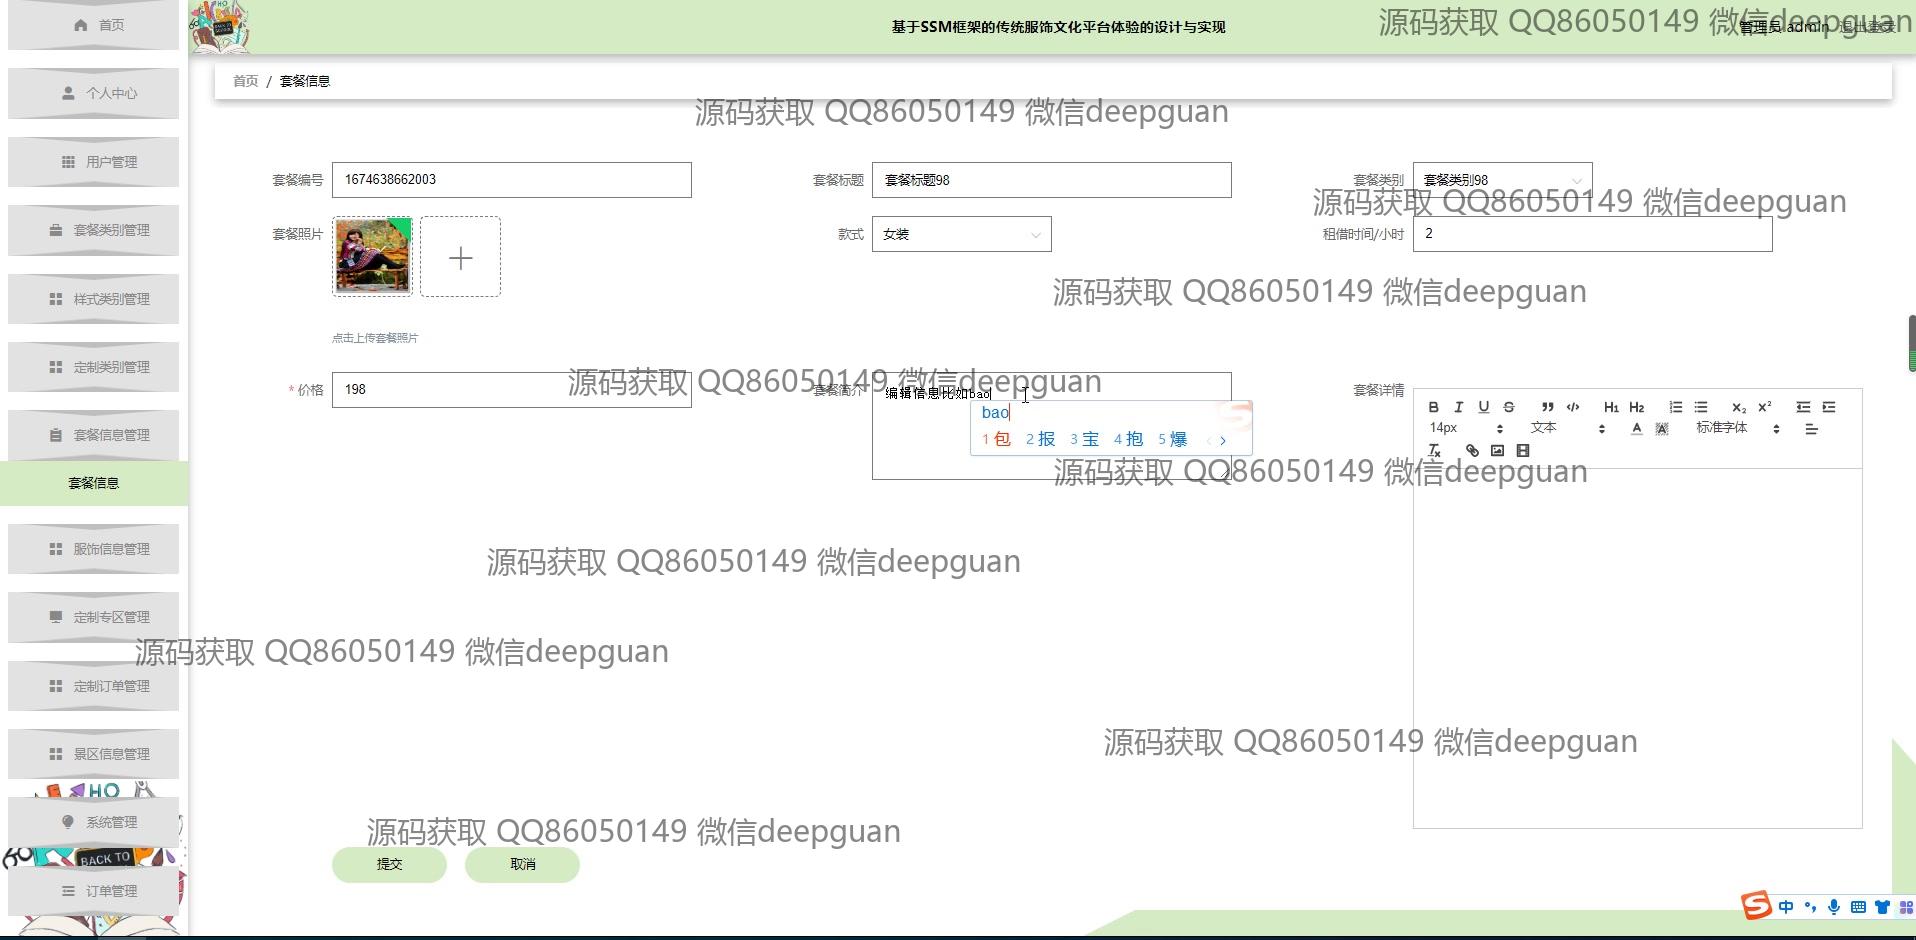 首页
基于SSM框架的传统服饰文化平台体验的设计与实现
管理员 admin 退出登录
源码获取 QQ86050149 微信deepguan
首页 / 套餐信息
个人中心
源码获取 QQ86050149 微信deepguan
用户管理
套餐编号 1674638662003
套餐标题 套餐标题98
套餐类别 套餐类别98
源码获取 QQ86050149 微信deepguan
套餐类别管理
套餐照片
款式 女装
租借时间/小时 2
样式类别管理
源码获取 QQ86050149 微信deepguan
点击上传套餐照片
定制类别管理
* 价格 198
源码获取 QQ86050149 微信deepguan
套餐简介 编辑信息比如bao
bao
1 包 2 报 3 宝 4 抱 5 爆
套餐详情
B I U S H1 H2 x₂ x²
14px 文本 A A 标准字体
套餐信息管理
源码获取 QQ86050149 微信deepguan
套餐信息
服饰信息管理
源码获取 QQ86050149 微信deepguan
定制专区管理
源码获取 QQ86050149 微信deepguan
定制订单管理
景区信息管理
源码获取 QQ86050149 微信deepguan
HO
系统管理
源码获取 QQ86050149 微信deepguan
BACK TO
提交 取消
订单管理
中